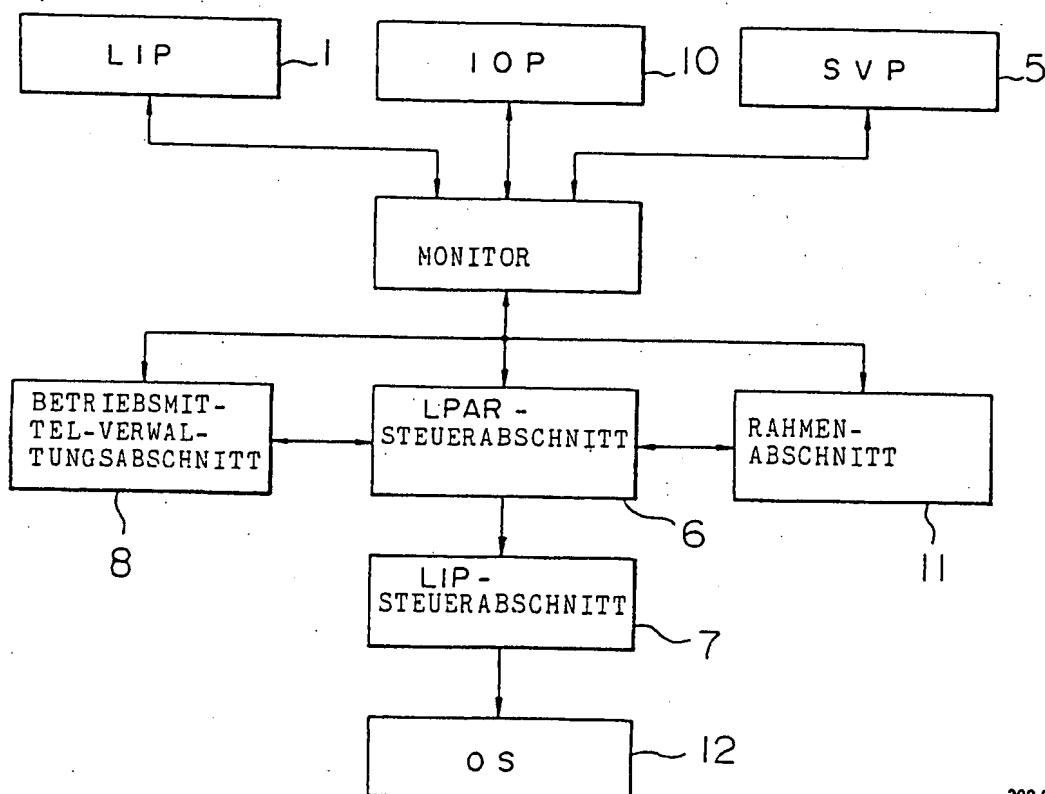 LIP
1
IOP
10
SVP
5
MONITOR
BETRIEBSMIT-
TEL-VERWAL-
TUNGSABSCHNITT
8
LPAR-
STEUERABSCHNITT
6
RAHMEN-
ABSCHNITT
11
LIP-
STEUERABSCHNITT
7
OS
12